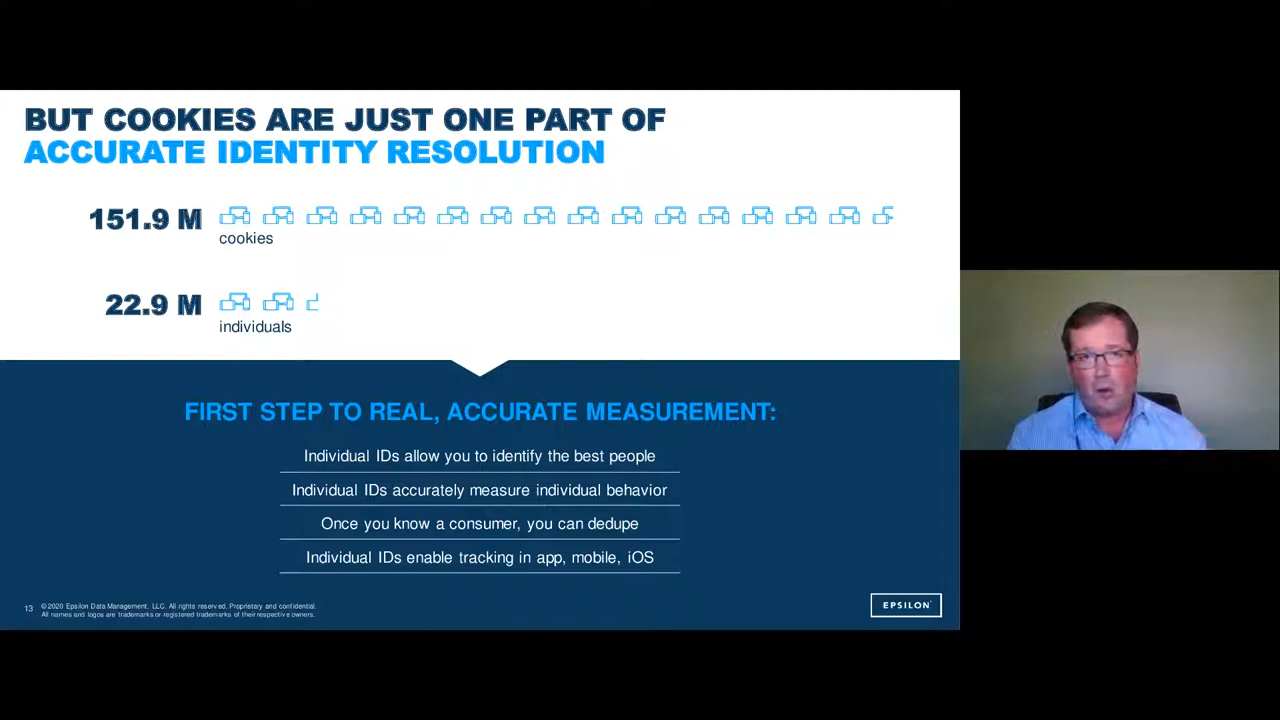 BUT COOKIES ARE JUST ONE PART OF
ACCURATE IDENTITY RESOLUTION
151.9 M
cookies
22.9 M
individuals
FIRST STEP TO REAL, ACCURATE MEASUREMENT:
Individual IDs allow you to identify the best people
Individual IDs accurately measure individual behavior
Once you know a consumer, you can dedupe
Individual IDs enable tracking in app, mobile, iOS
13
© 2020 Epsilon Data Management, LLC. All rights reserved. Proprietary and confidential.
All names and logos are trademarks or registered trademarks of their respective owners.
EPSILON